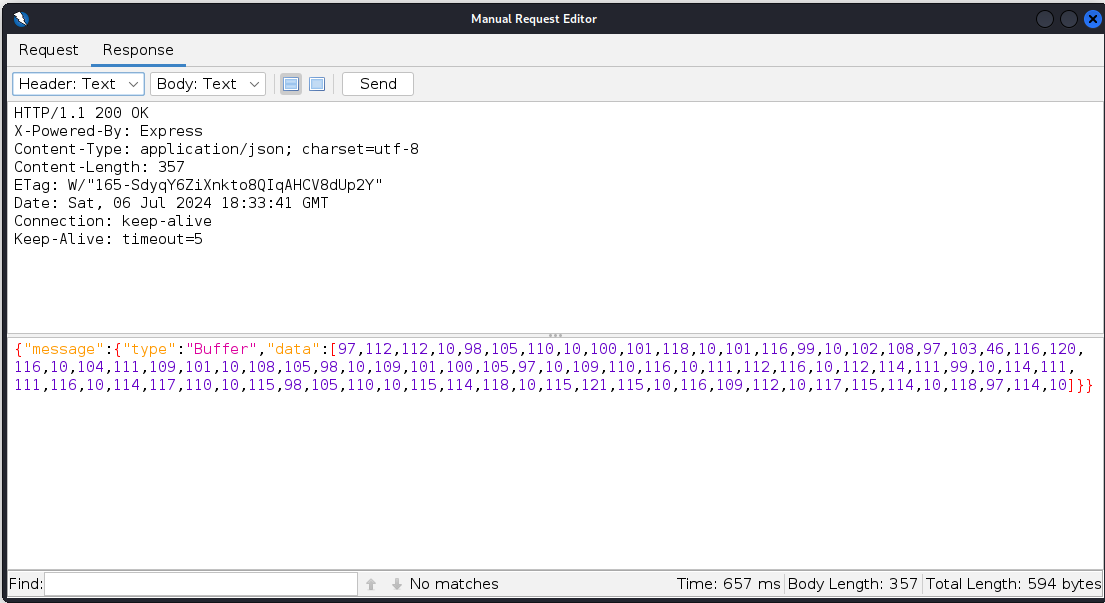 Manual Request Editor
Request Response
Header: Text Body: Text Send
HTTP/1.1 200 OK
X-Powered-By: Express
Content-Type: application/json; charset=utf-8
Content-Length: 357
ETag: W/"165-SdyqY6ZiXnkto8QIqAHCV8dUp2Y"
Date: Sat, 06 Jul 2024 18:33:41 GMT
Connection: keep-alive
Keep-Alive: timeout=5
{"message":{"type":"Buffer","data":[97,112,112,10,98,105,110,10,100,101,118,10,101,116,99,10,102,108,97,103,46,116,120,
116,10,104,111,109,101,10,108,105,98,10,109,101,100,105,97,10,109,110,116,10,111,112,116,10,112,114,111,99,10,114,111,
111,116,10,114,117,110,10,115,98,105,110,10,115,114,118,10,115,121,115,10,116,109,112,10,117,115,114,10,118,97,114,10]}}
Find: No matches Time: 657 ms Body Length: 357 Total Length: 594 bytes